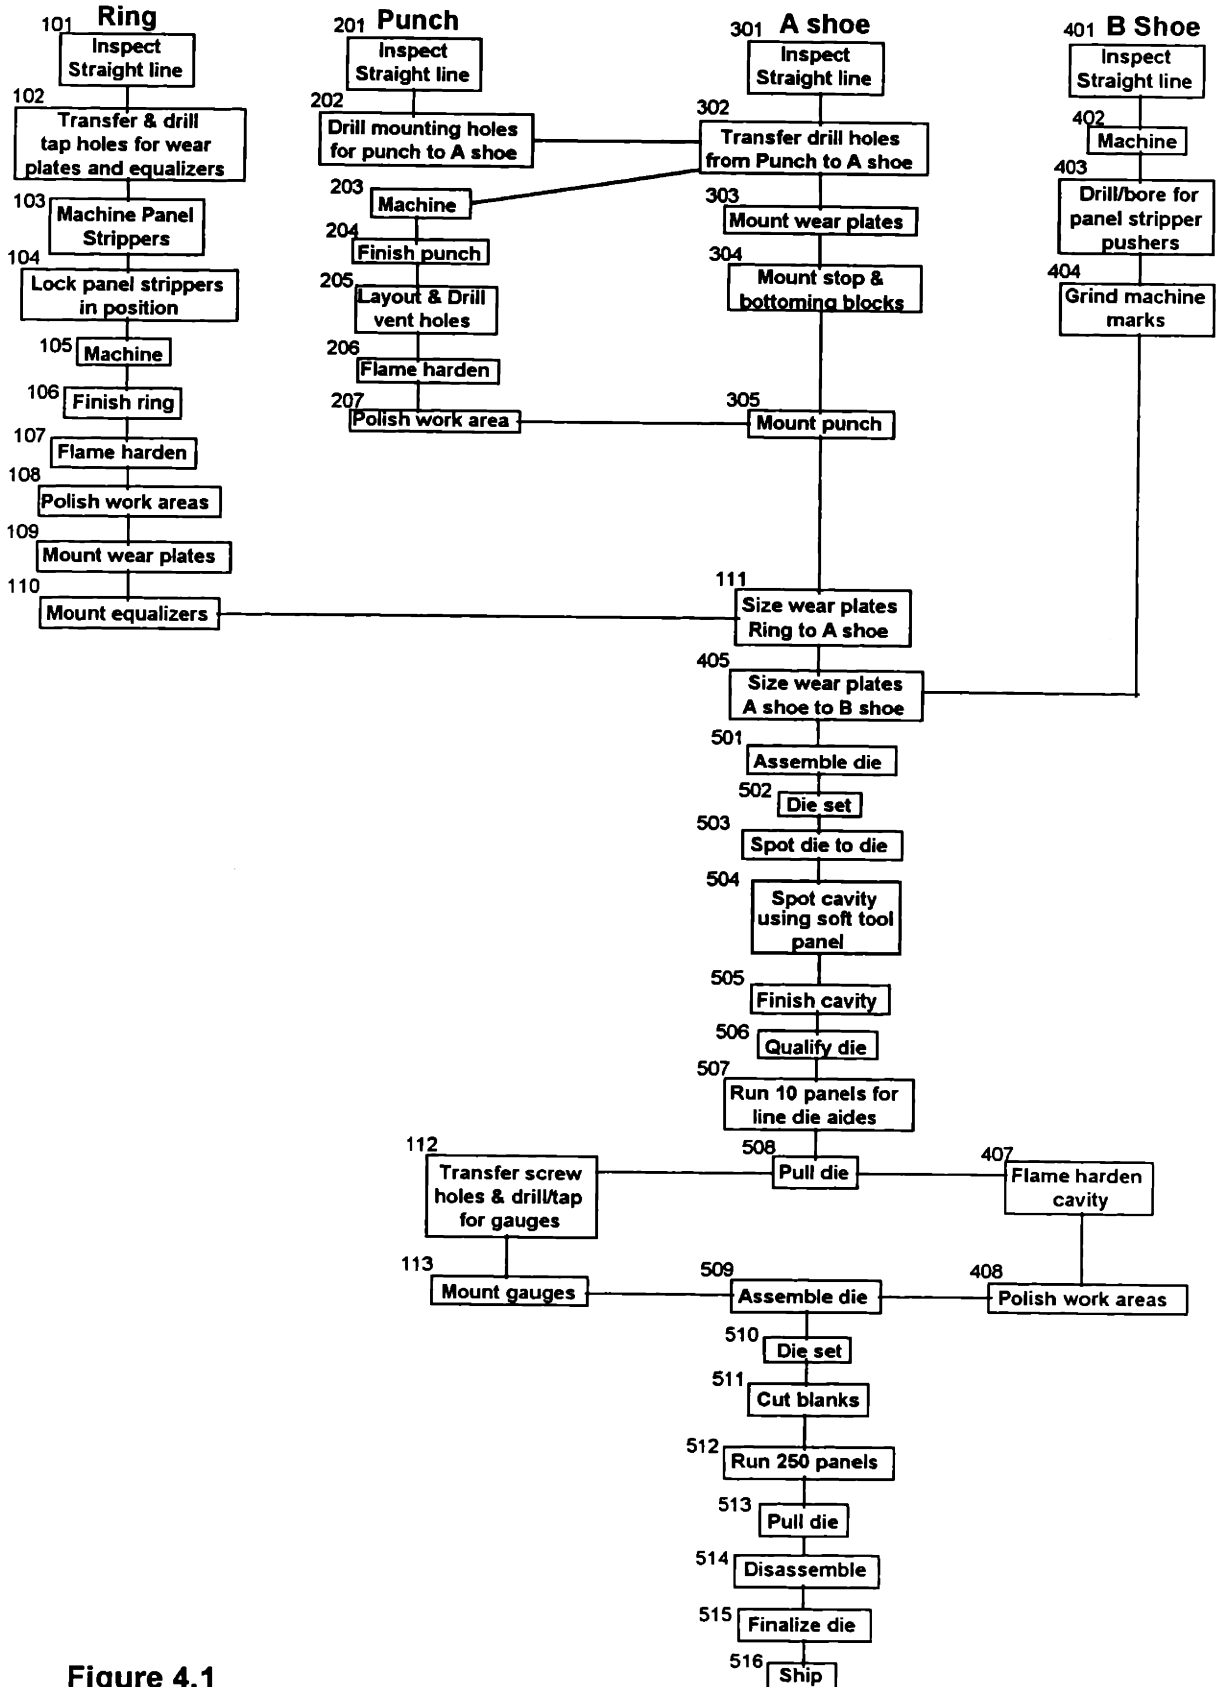 Ring
101
Inspect
Straight line
102
Transfer & drill
tap holes for wear
plates and equalizers
103
Machine Panel
Strippers
104
Lock panel strippers
in position
105
Machine
106
Finish ring
107
Flame harden
108
Polish work areas
109
Mount wear plates
110
Mount equalizers
Punch
201
Inspect
Straight line
202
Drill mounting holes
for punch to A shoe
203
Machine
204
Finish punch
205
Layout & Drill
vent holes
206
Flame harden
207
Polish work area
A shoe
301
Inspect
Straight line
302
Transfer drill holes
from Punch to A shoe
303
Mount wear plates
304
Mount stop &
bottoming blocks
305
Mount punch
B Shoe
401
Inspect
Straight line
402
Machine
403
Drill/bore for
panel stripper
pushers
404
Grind machine
marks
111
Size wear plates
Ring to A shoe
405
Size wear plates
A shoe to B shoe
501
Assemble die
502
Die set
503
Spot die to die
504
Spot cavity
using soft tool
panel
505
Finish cavity
506
Qualify die
507
Run 10 panels for
line die aides
508
Pull die
112
Transfer screw
holes & drill/tap
for gauges
113
Mount gauges
407
Flame harden
cavity
408
Polish work areas
509
Assemble die
510
Die set
511
Cut blanks
512
Run 250 panels
513
Pull die
514
Disassemble
515
Finalize die
516
Ship
Figure 4.1